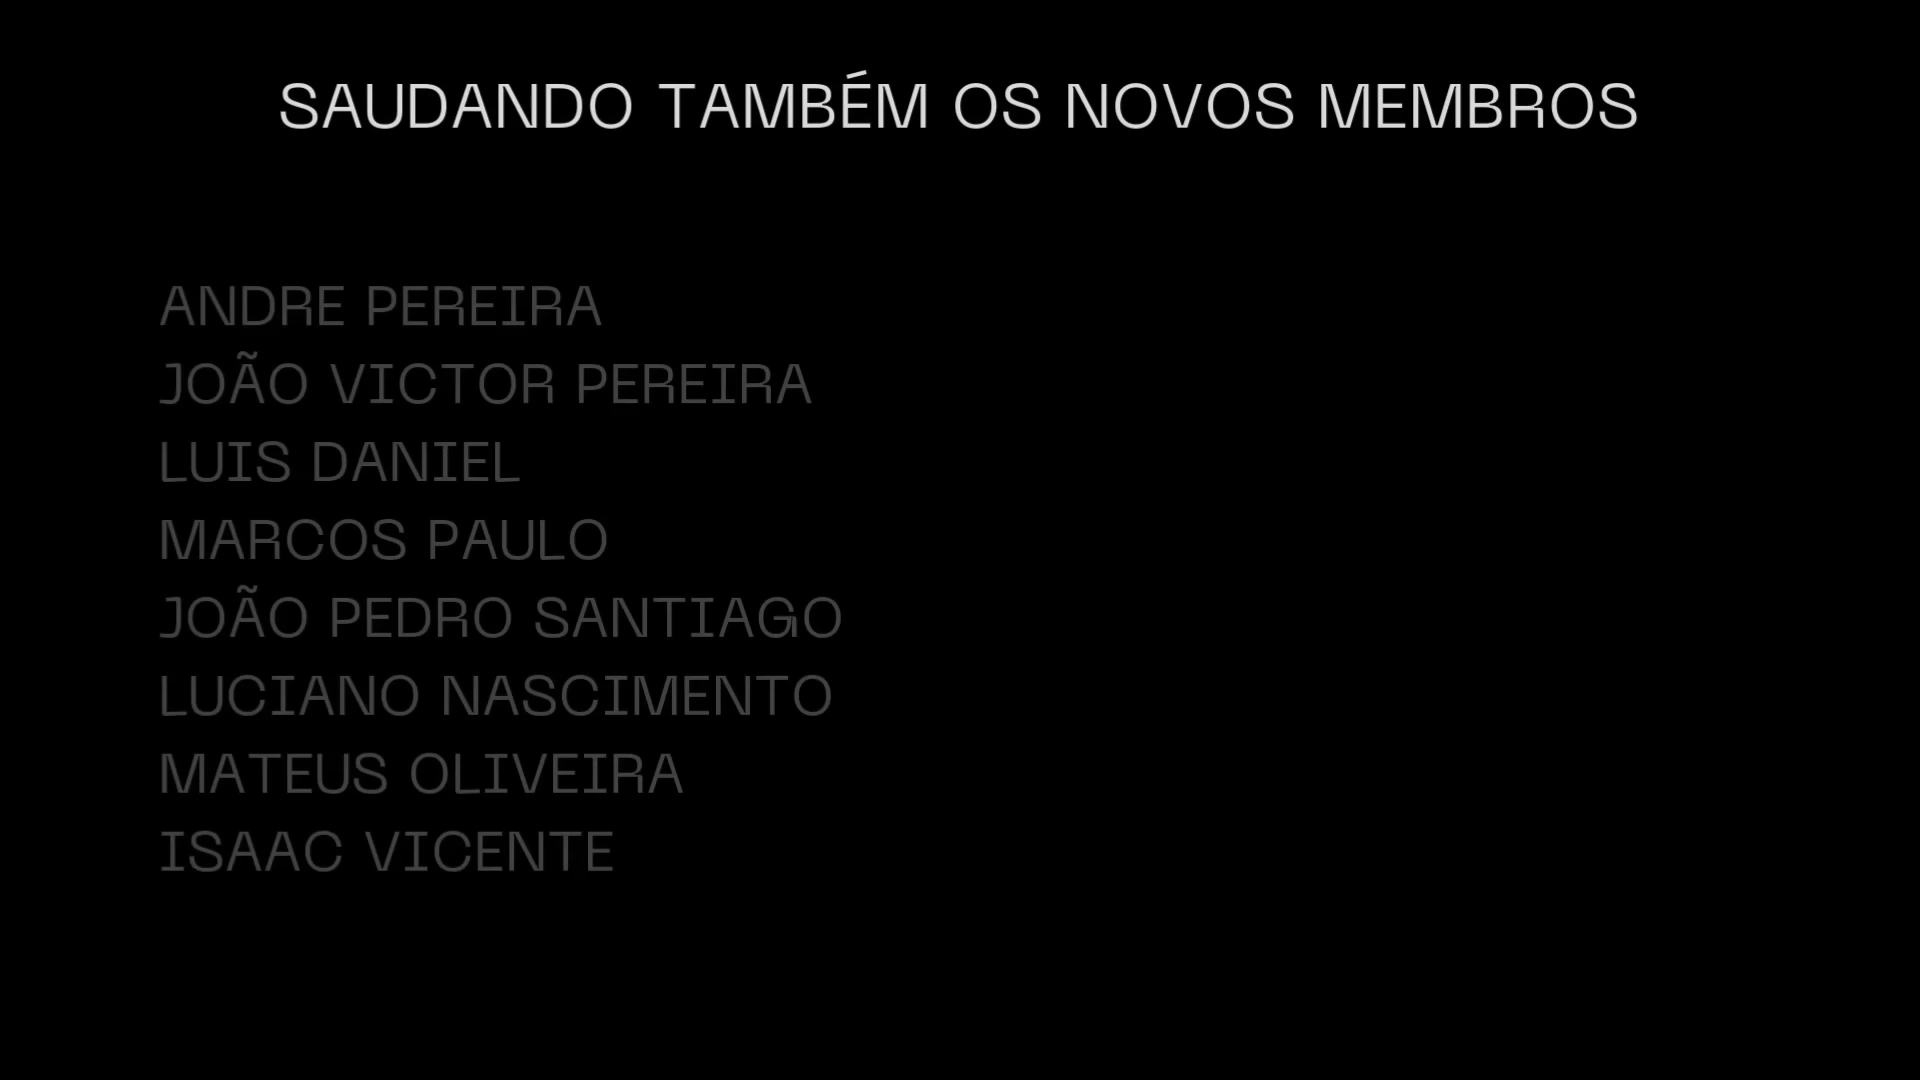 SAUDANDO TAMBÉM OS NOVOS MEMBROS
ANDRE PEREIRA
JOÃO VICTOR PEREIRA
LUIS DANIEL
MARCOS PAULO
JOÃO PEDRO SANTIAGO
LUCIANO NASCIMENTO
MATEUS OLIVEIRA
ISAAC VICENTE